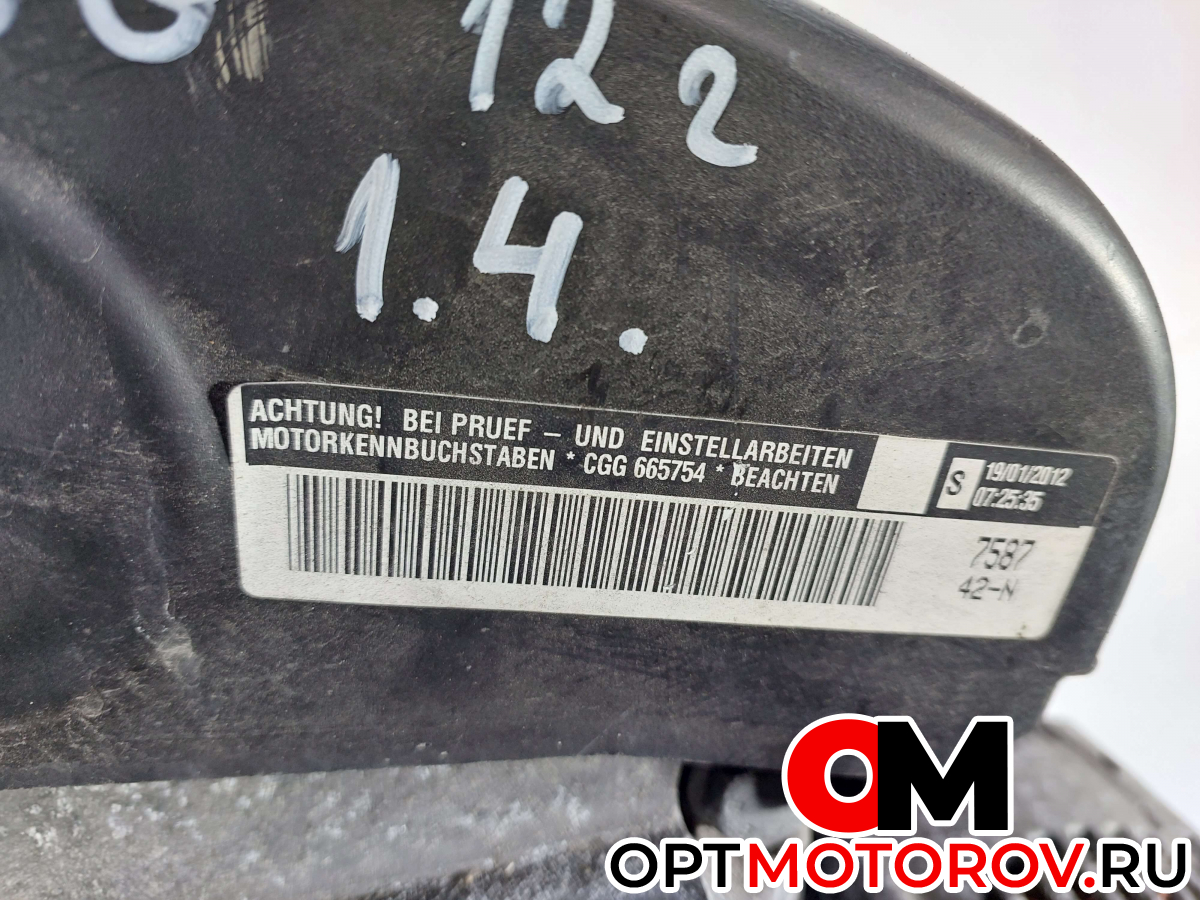 122
1.4.
ACHTUNG! BEI PRUEF – UND EINSTELLARBEITEN
MOTORKENNBUCHSTABEN * CGG 665754 * BEACHTEN
S
19/01/2012
07:25:35
7587
42-N
OM
OPTMOTOROV.RU